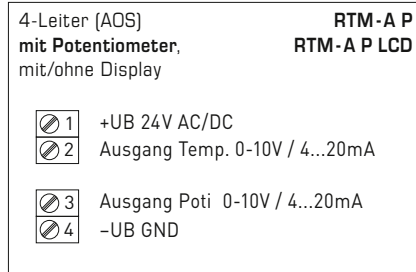 4-Leiter (AOS) RTM-A P
mit Potentiometer, RTM-A P LCD
mit/ohne Display
1 +UB 24V AC/DC
2 Ausgang Temp. 0-10V / 4...20mA
3 Ausgang Poti 0-10V / 4...20mA
4 –UB GND